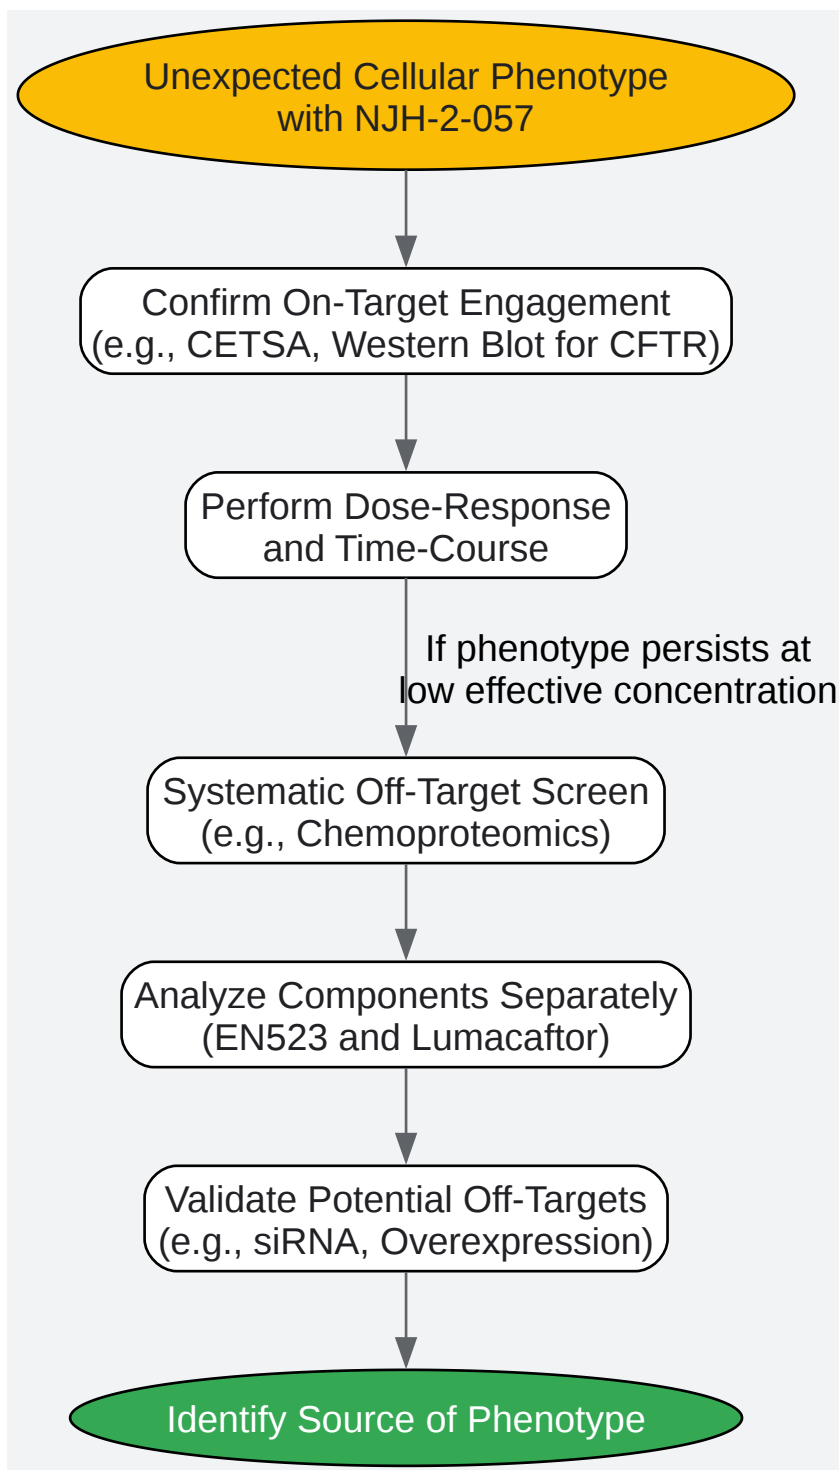 Unexpected Cellular Phenotype
with NJH-2-057
Confirm On-Target Engagement
(e.g., CETSA, Western Blot for CFTR)
Perform Dose-Response
and Time-Course
If phenotype persists at
low effective concentration
Systematic Off-Target Screen
(e.g., Chemoproteomics)
Analyze Components Separately
(EN523 and Lumacaftor)
Validate Potential Off-Targets
(e.g., siRNA, Overexpression)
Identify Source of Phenotype